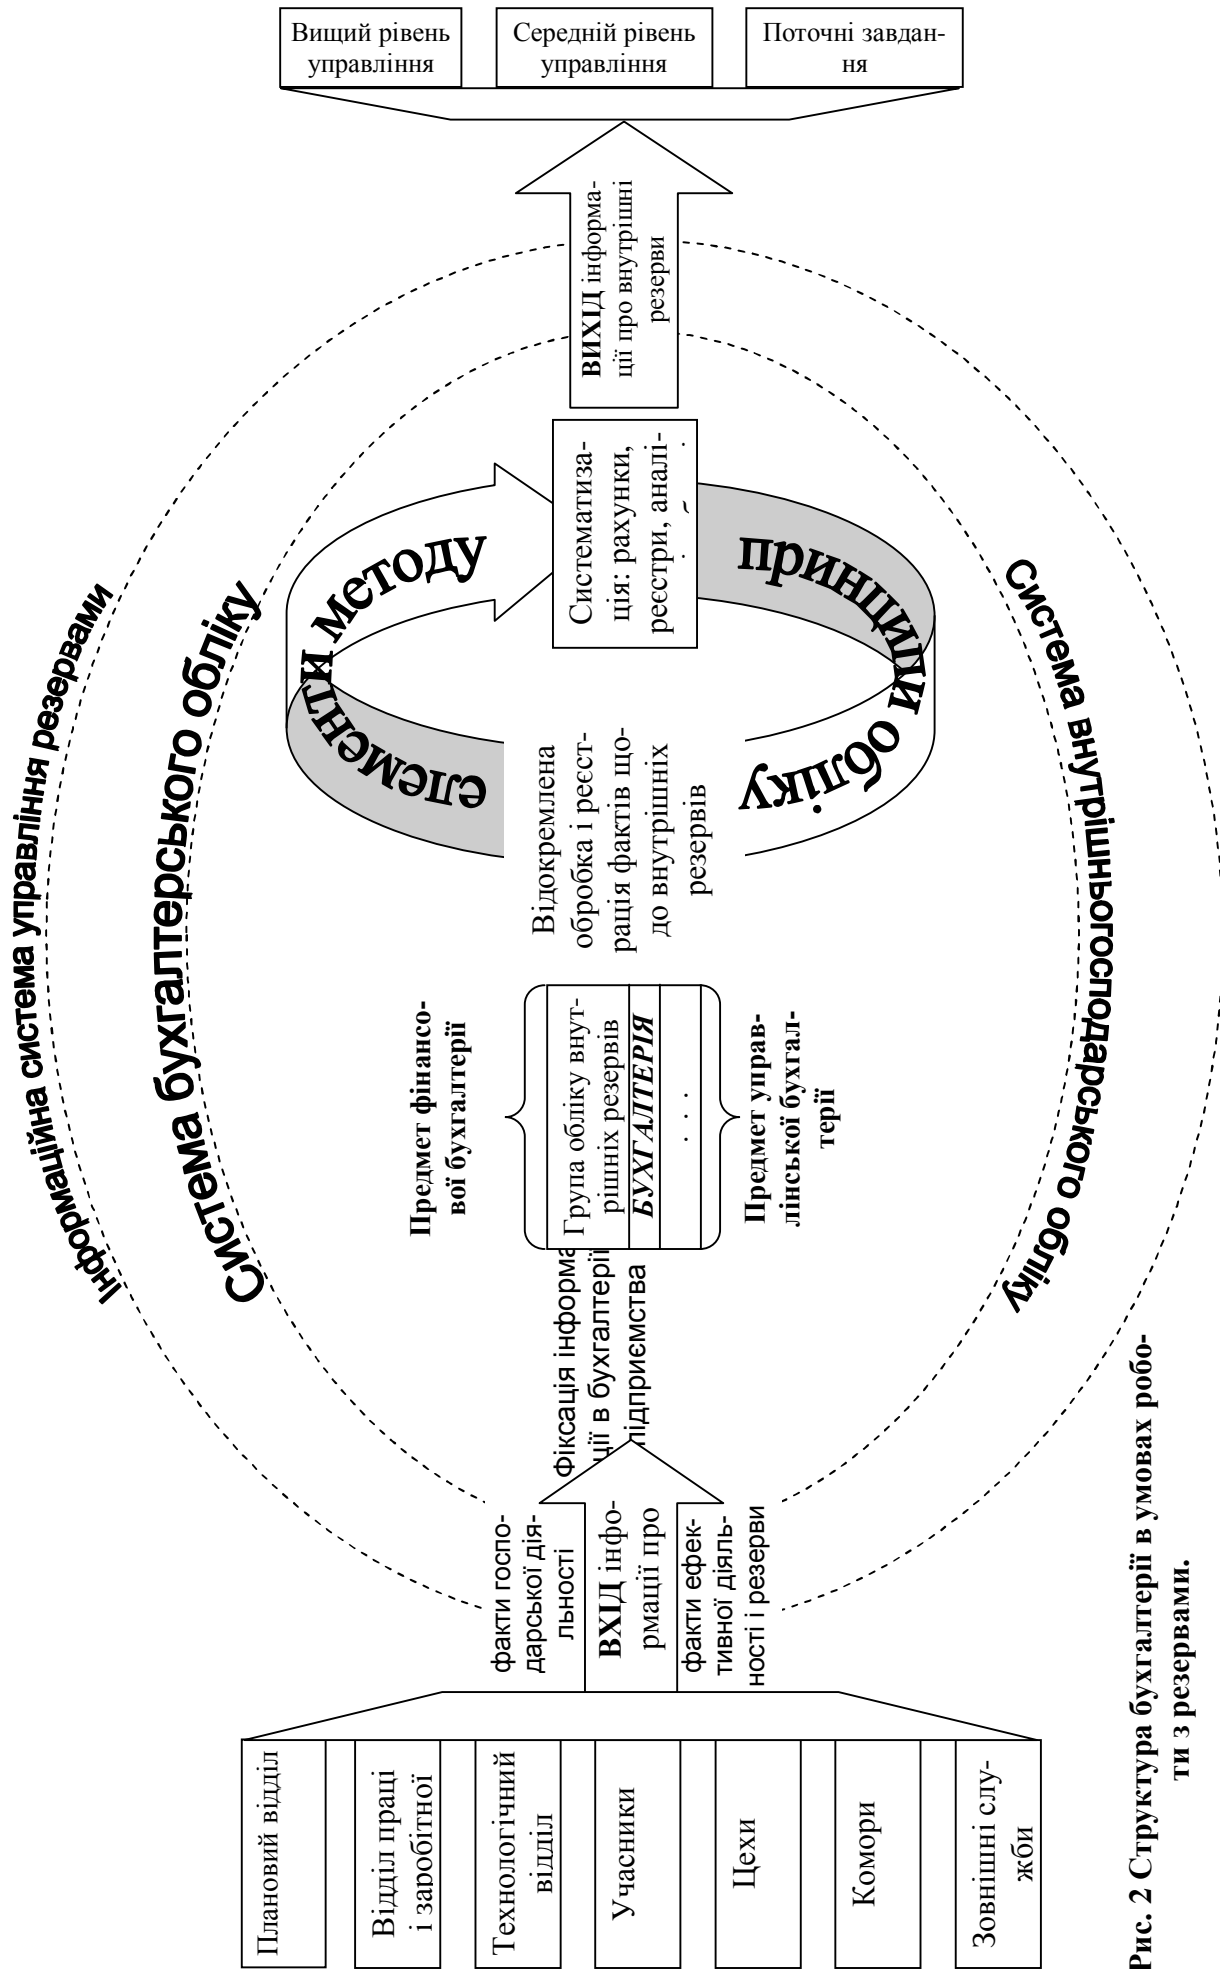 Вищий рівень
управління
Середній рівень
управління
Поточні завдан-
ня
ВИХІД інформа-
ції про внутрішні
резерви
Інформаційна система управління резервами
Система бухгалтерського обліку
елементи методу
Систематиза-
ція: рахунки,
реєстри, аналі-
принципи обліку
Відокремлена
обробка і реєст-
рація фактів що-
до внутрішніх
резервів
Система внутрішньогосподарського обліку
Предмет фінансо-
вої бухгалтерії
Група обліку внут-
рішніх резервів
БУХГАЛТЕРІЯ
. . .
Предмет управ-
лінської бухгал-
терії
Фіксація інформа
ції в бухгалтерії
підприємства
факти госпо-
дарської дія-
льності
ВХІД інфо-
рмації про
факти ефек-
тивної діяль-
ності і резерви
Плановий відділ
Відділ праці
і заробітної
Технологічний
відділ
Учасники
Цехи
Комори
Зовнішні слу-
жби
Рис. 2 Структура бухгалтерії в умовах робо-
ти з резервами.